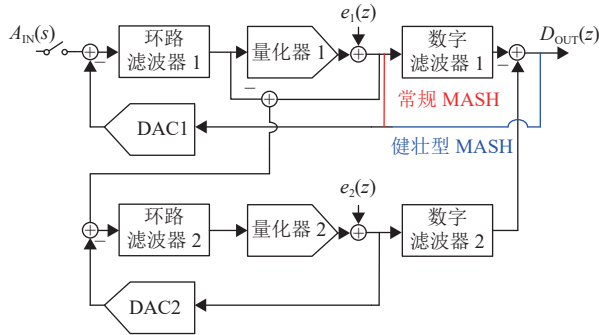 A_IN(s)
e₁(z)
D_OUT(z)
环路
滤波器 1
量化器 1
数字
滤波器 1
常规 MASH
DAC1
健壮型 MASH
e₂(z)
环路
滤波器 2
量化器 2
数字
滤波器 2
DAC2